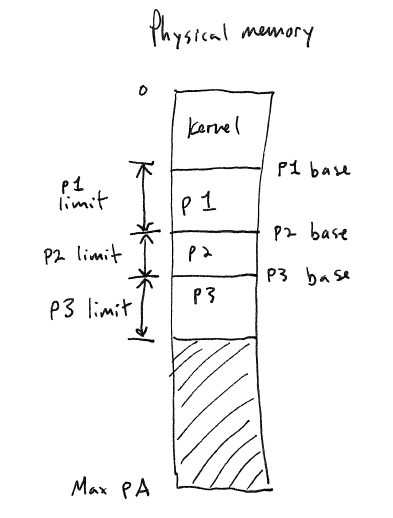 Physical memory
0
kernel
P1 base
P1
limit
P1
P2 base
P2 limit
P2
P3 base
P3 limit
P3
Max PA